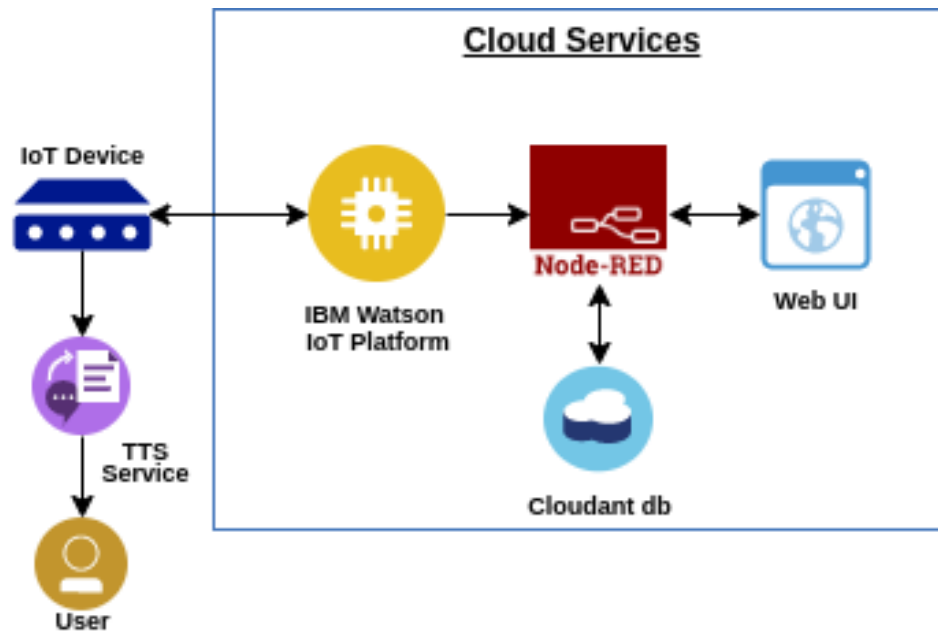 Cloud Services
IoT Device
Node-RED
IBM Watson
IoT Platform
Web UI
TTS
Service
Cloudant db
User